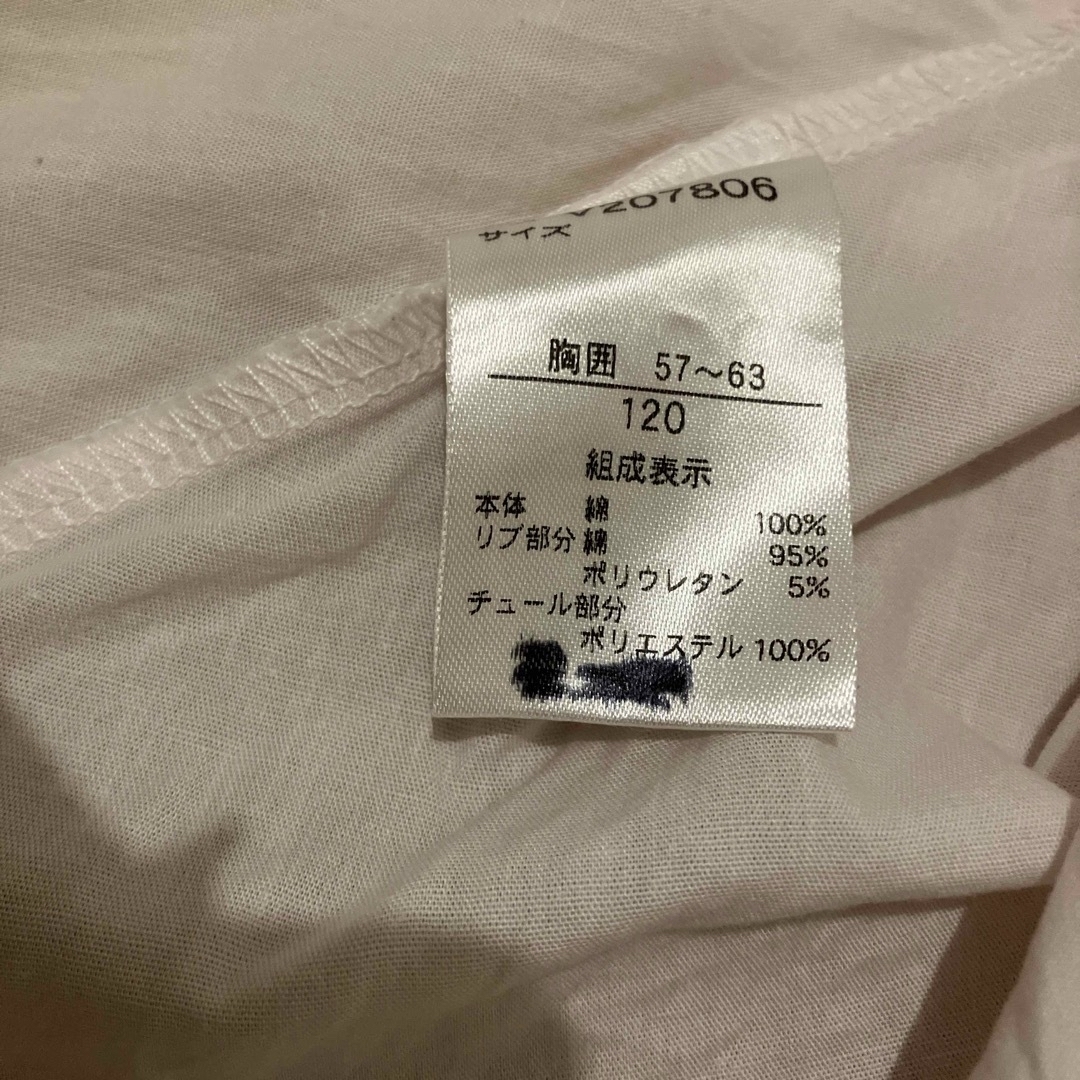 V207806
サイズ
胸囲 57～63
120
組成表示
本体 綿 100%
リブ部分 綿 95%
ポリウレタン 5%
チュール部分
ポリエステル 100%